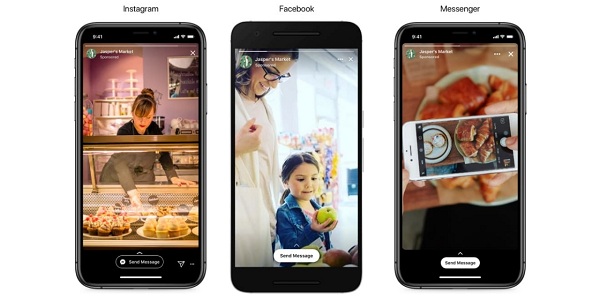 Instagram
Facebook
Messenger
9:41
Jasper's Market
Sponsored
Send Message
Jasper's Market
Sponsored
Send Message
9:41
Jasper's Market
Sponsored
Send Message